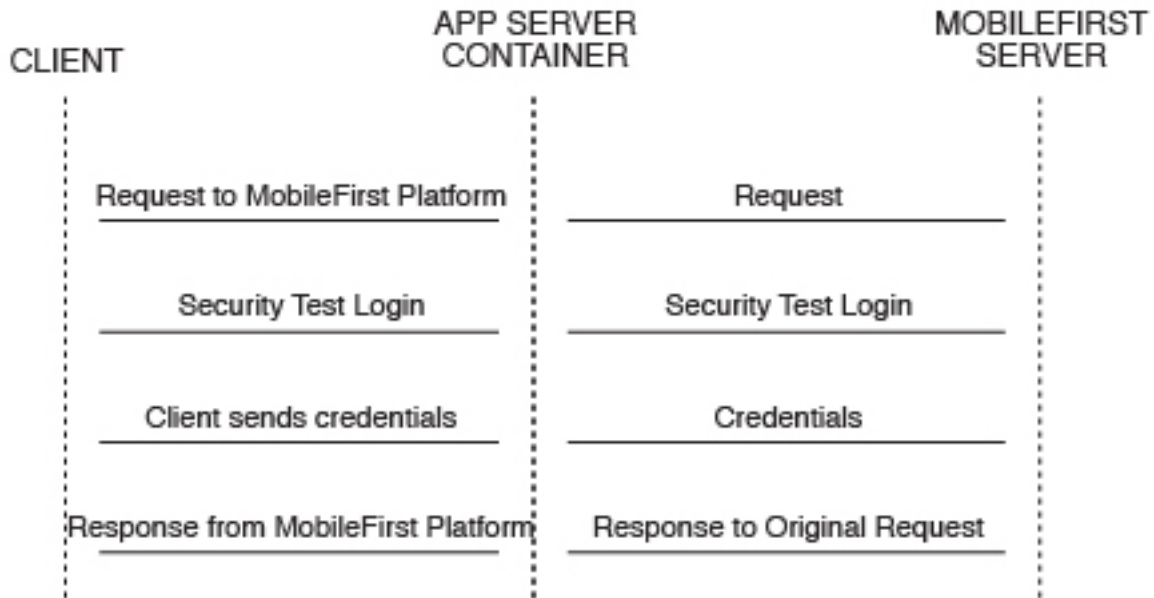 CLIENT
APP SERVER
CONTAINER
MOBILEFIRST
SERVER
Request to MobileFirst Platform
Request
Security Test Login
Security Test Login
Client sends credentials
Credentials
Response from MobileFirst Platform
Response to Original Request